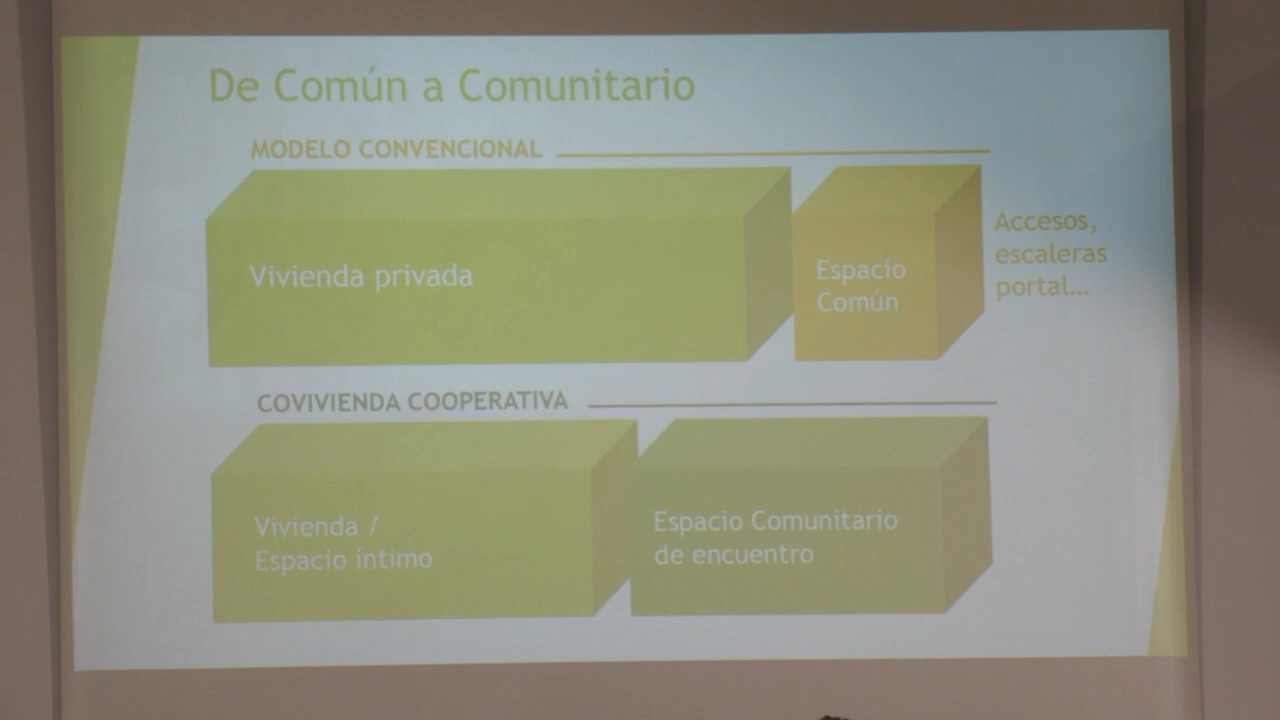 De Común a Comunitario
MODELO CONVENCIONAL
Vivienda privada
Espacio
Común
Accesos,
escaleras
portal...
COVIVIENDA COOPERATIVA
Vivienda /
Espacio íntimo
Espacio Comunitario
de encuentro